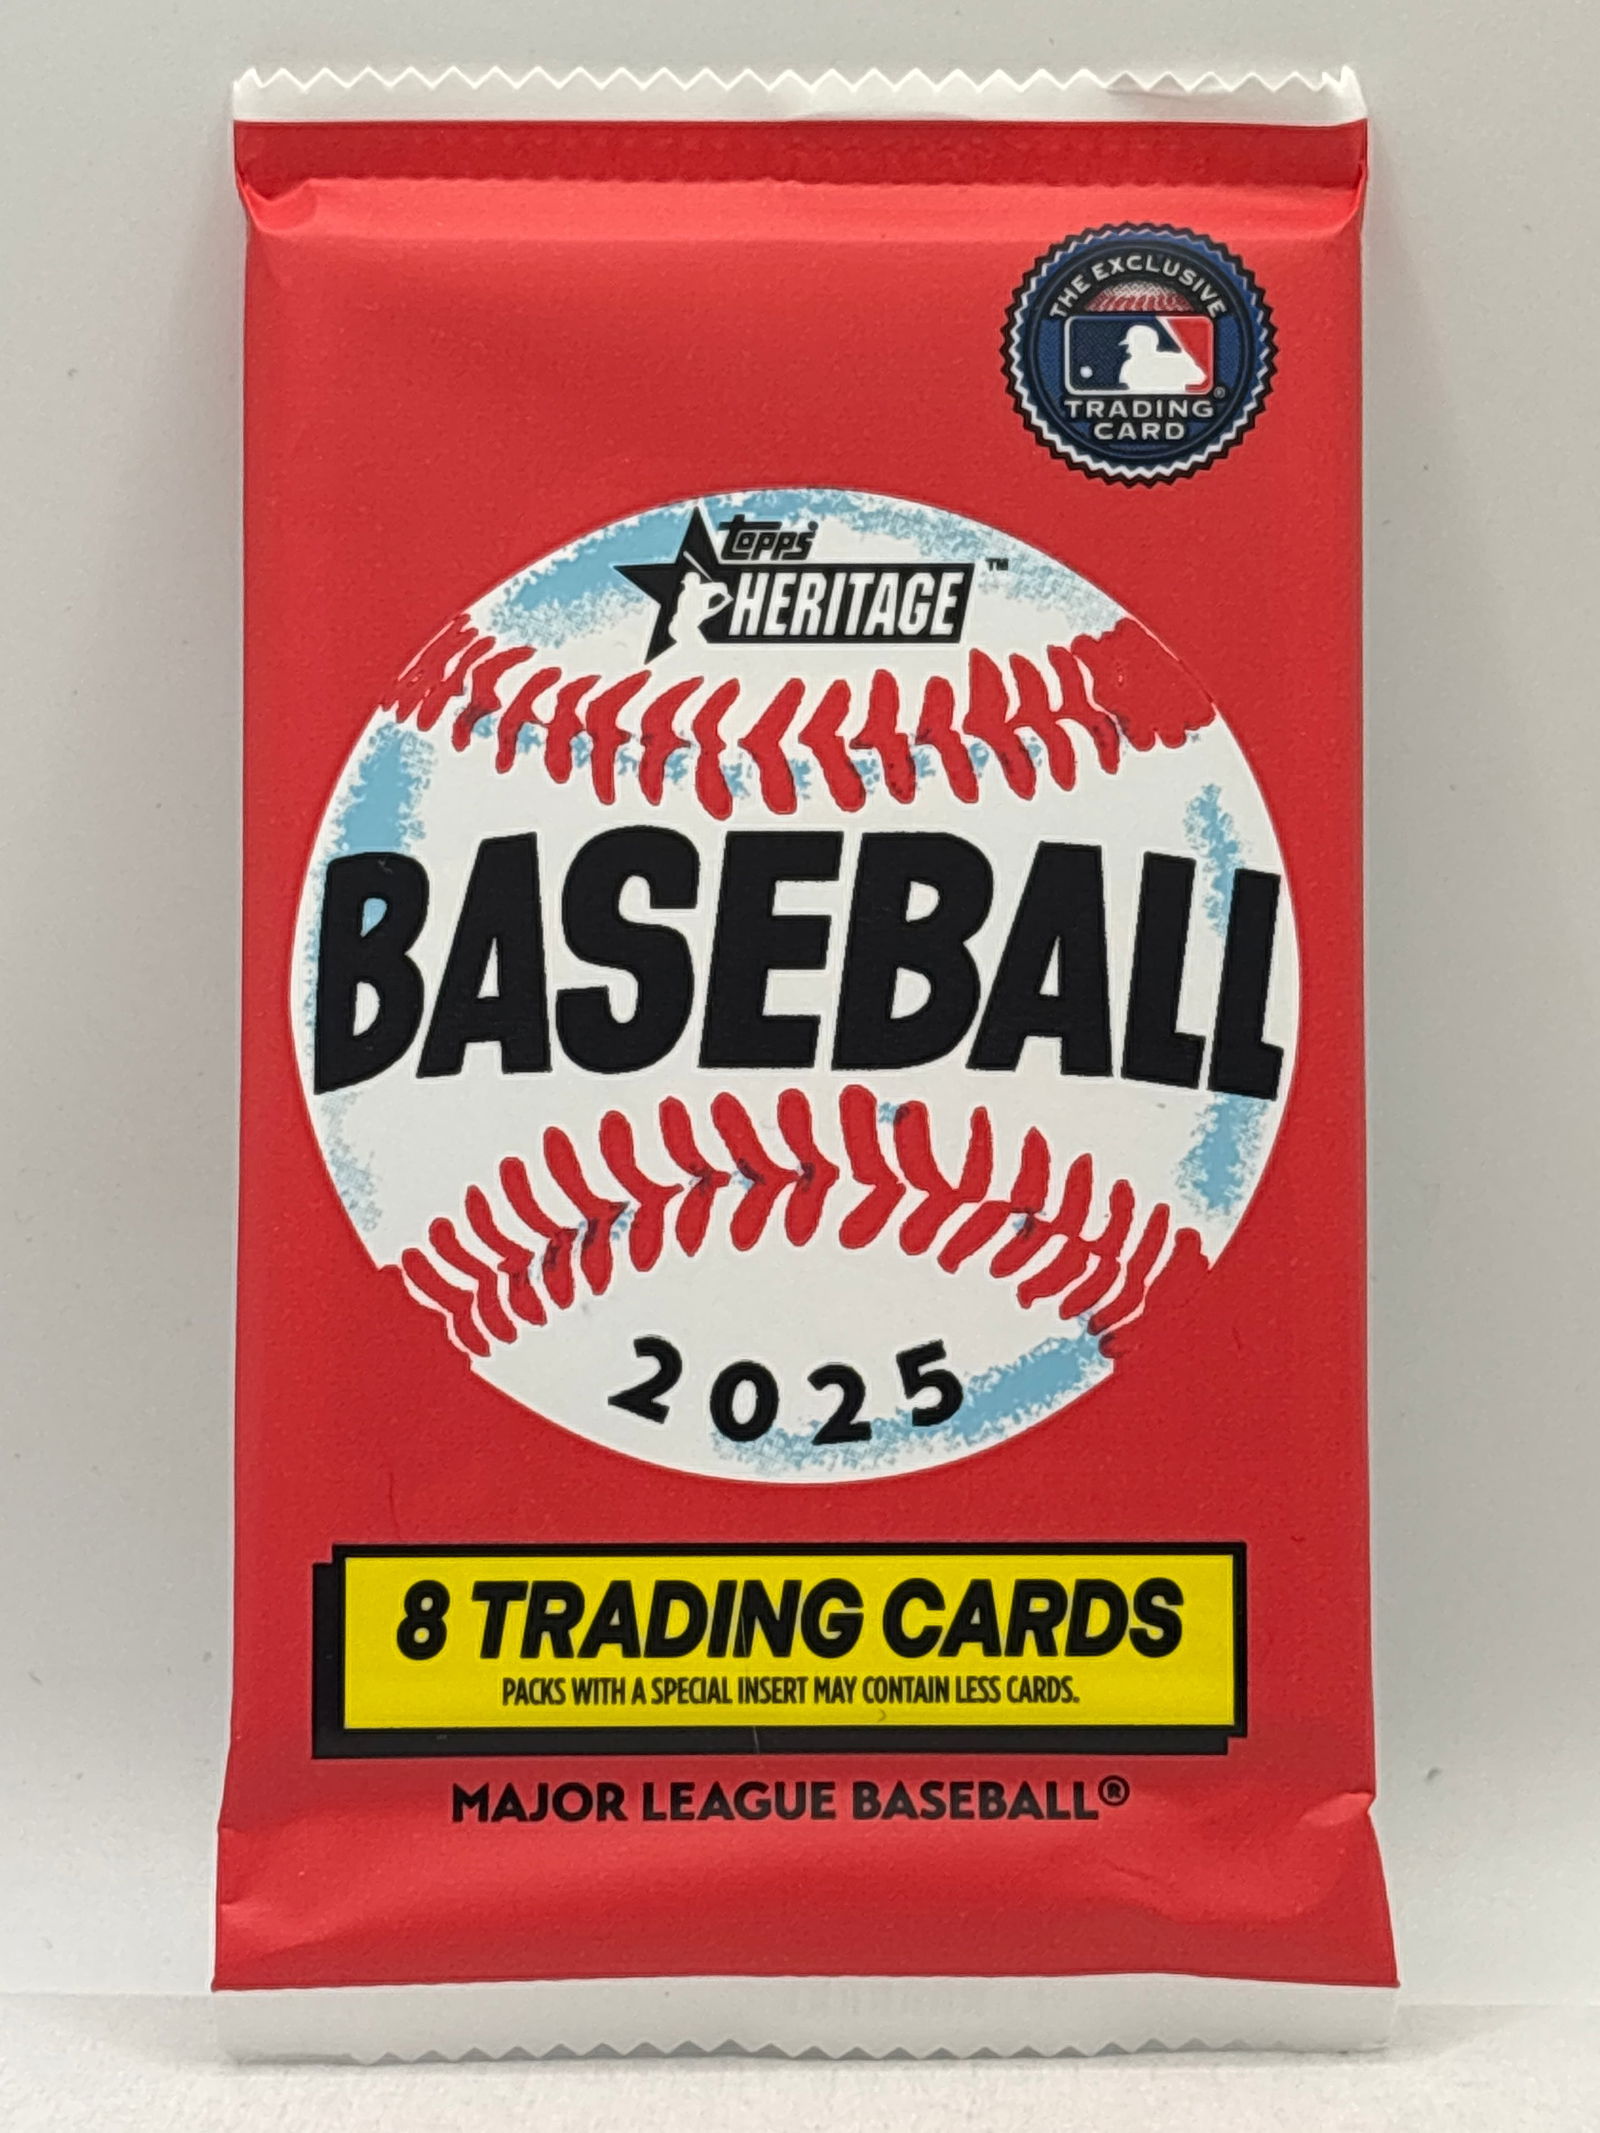 THE EXCLUSIVE
TRADING
CARD
®
Topps®
HERITAGE™
BASEBALL
2025
8 TRADING CARDS
PACKS WITH A SPECIAL INSERT MAY CONTAIN LESS CARDS.
MAJOR LEAGUE BASEBALL®